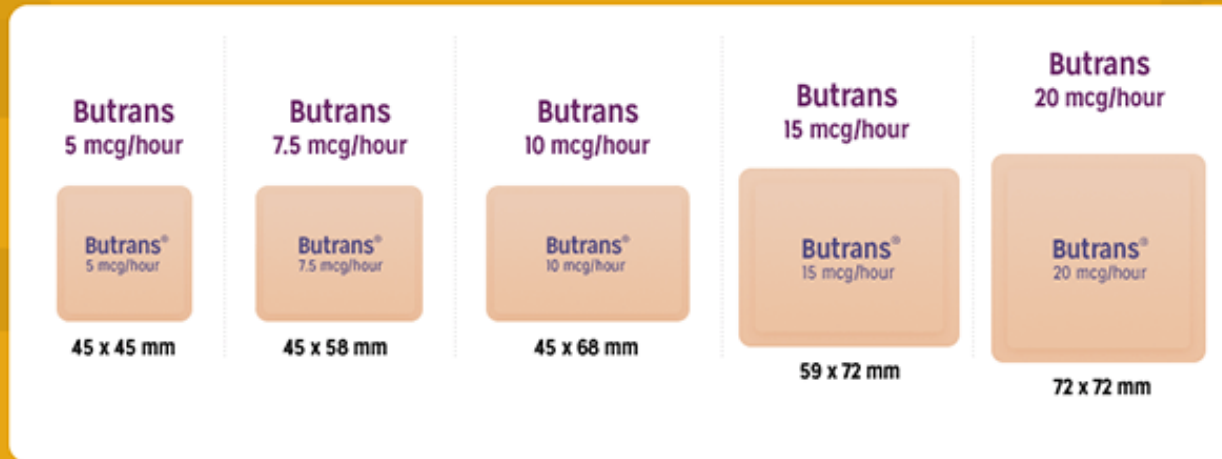 Butrans
5 mcg/hour
Butrans®
5 mcg/hour
45 x 45 mm
Butrans
7.5 mcg/hour
Butrans®
7.5 mcg/hour
45 x 58 mm
Butrans
10 mcg/hour
Butrans®
10 mcg/hour
45 x 68 mm
Butrans
15 mcg/hour
Butrans®
15 mcg/hour
59 x 72 mm
Butrans
20 mcg/hour
Butrans®
20 mcg/hour
72 x 72 mm